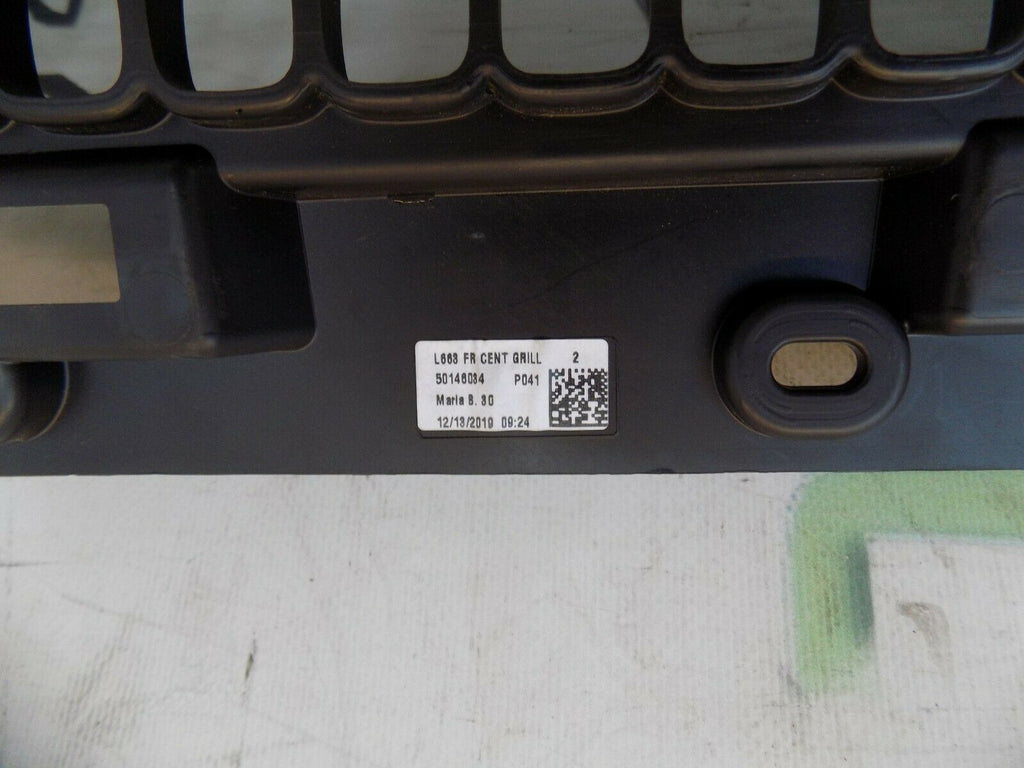 L663 FR CENT GRILL 2
50146034 P041
Maria B. 30
12/13/2019 09:24